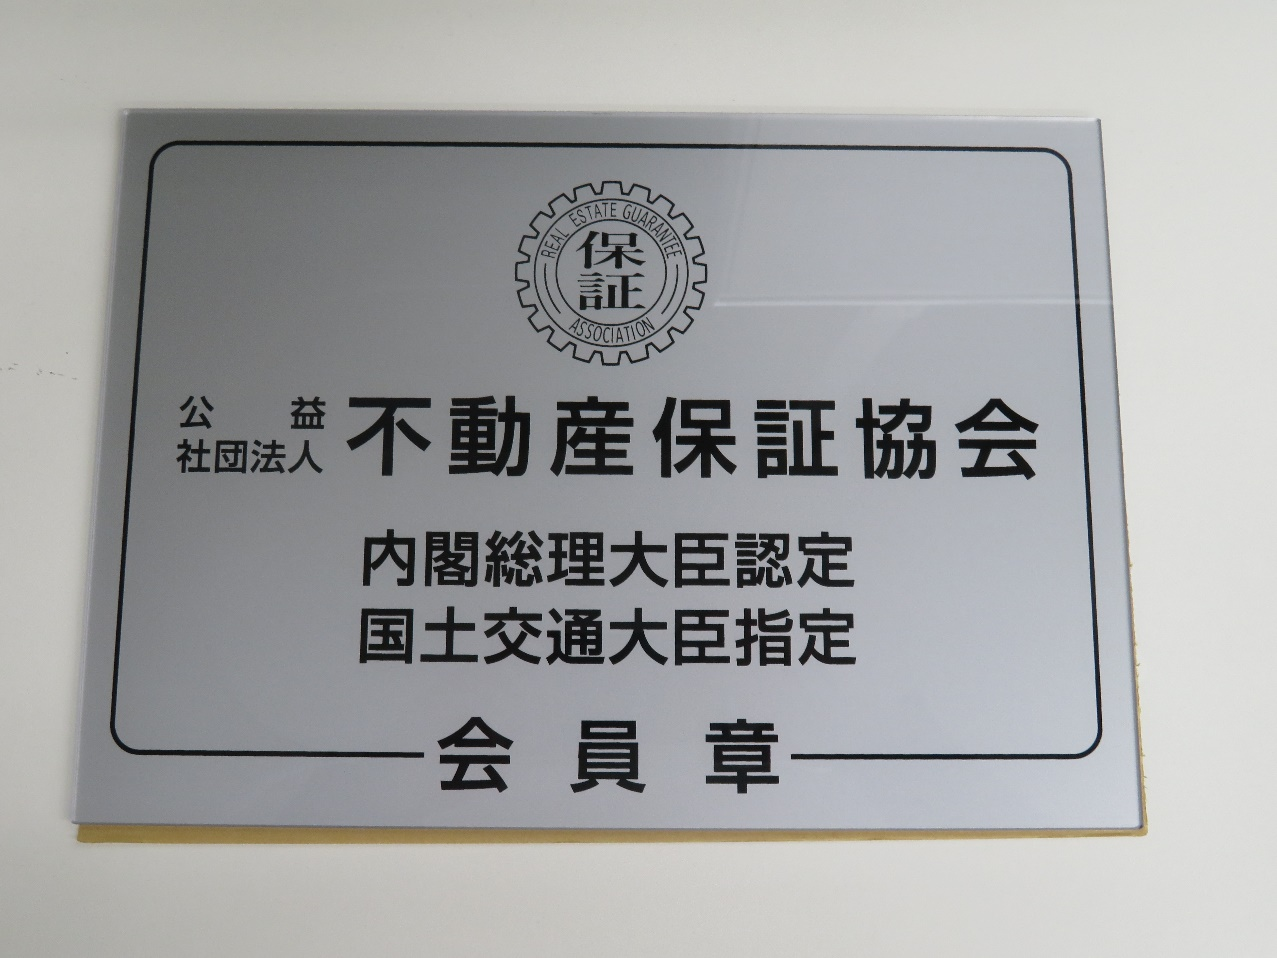 REAL ESTATE GUARANTEE
保
証
ASSOCIATION
公益
社団法人
不動産保証協会
内閣総理大臣認定
国土交通大臣指定
会員章